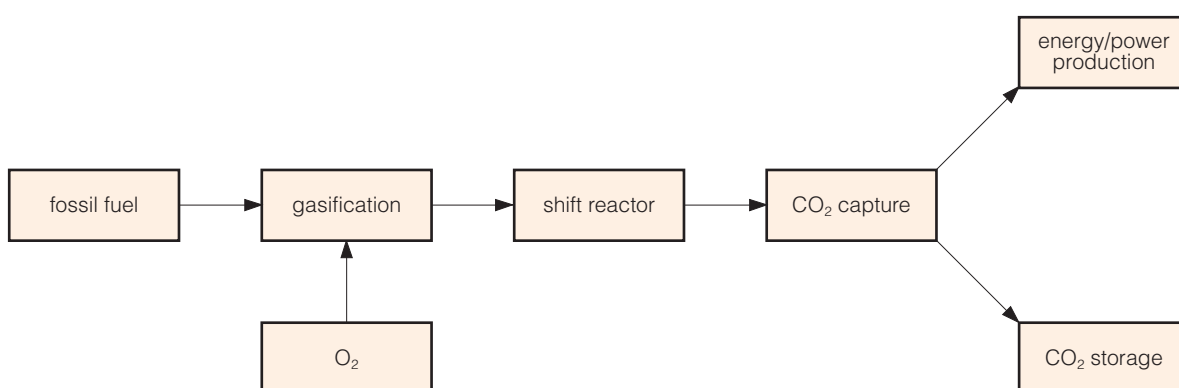 energy/power
production
fossil fuel
gasification
shift reactor
CO₂ capture
O₂
CO₂ storage